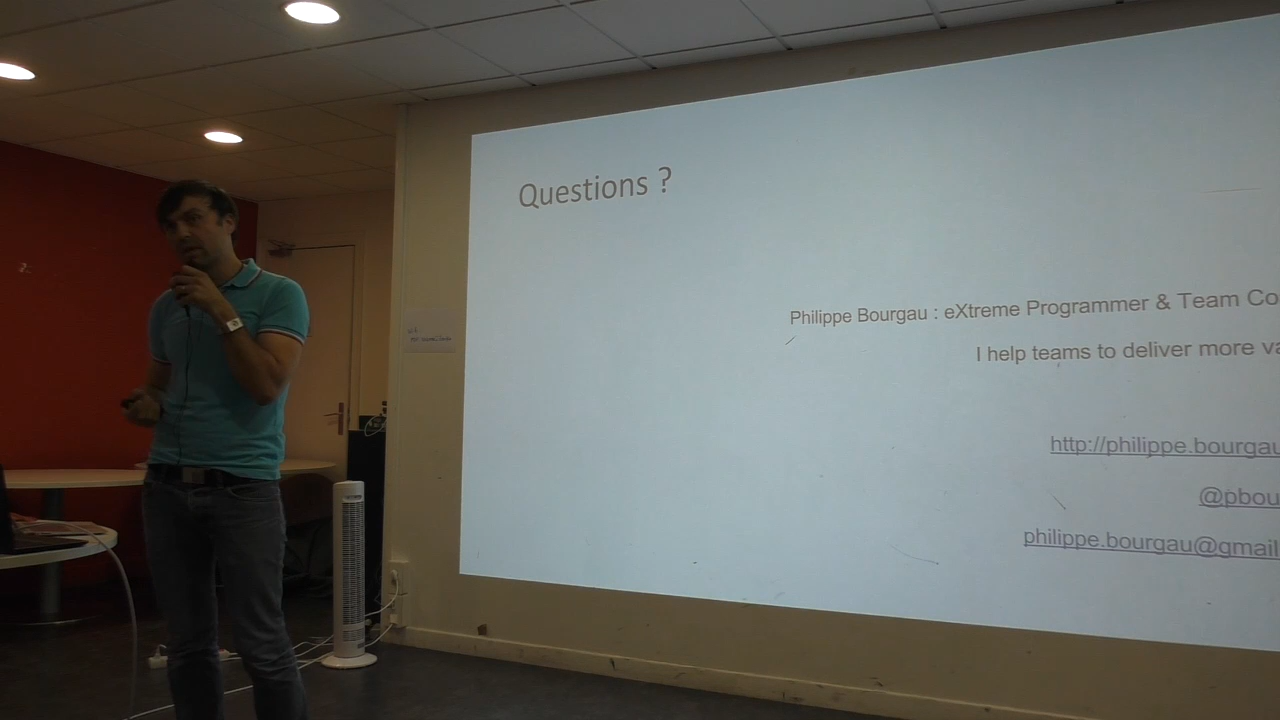 Questions ?
Philippe Bourgau : eXtreme Programmer & Team Co
I help teams to deliver more va
http://philippe.bourgau
@pbou
philippe.bourgau@gmail